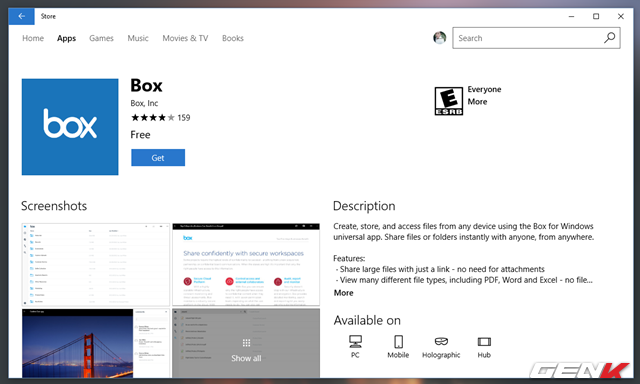 Store
Home Apps Games Music Movies & TV Books
Search
box
Box
Box, Inc
159
Free
Get
E
ESRB
Everyone
More
Screenshots
box
Share confidently with secure workspaces
Show all
Description
Create, store, and access files from any device using the Box for Windows
universal app. Share files or folders instantly with anyone, from anywhere.
Features:
- Share large files with just a link - no need for attachments
- View many different file types, including PDF, Word and Excel - no file...
More
Available on
PC Mobile Holographic Hub
GENK